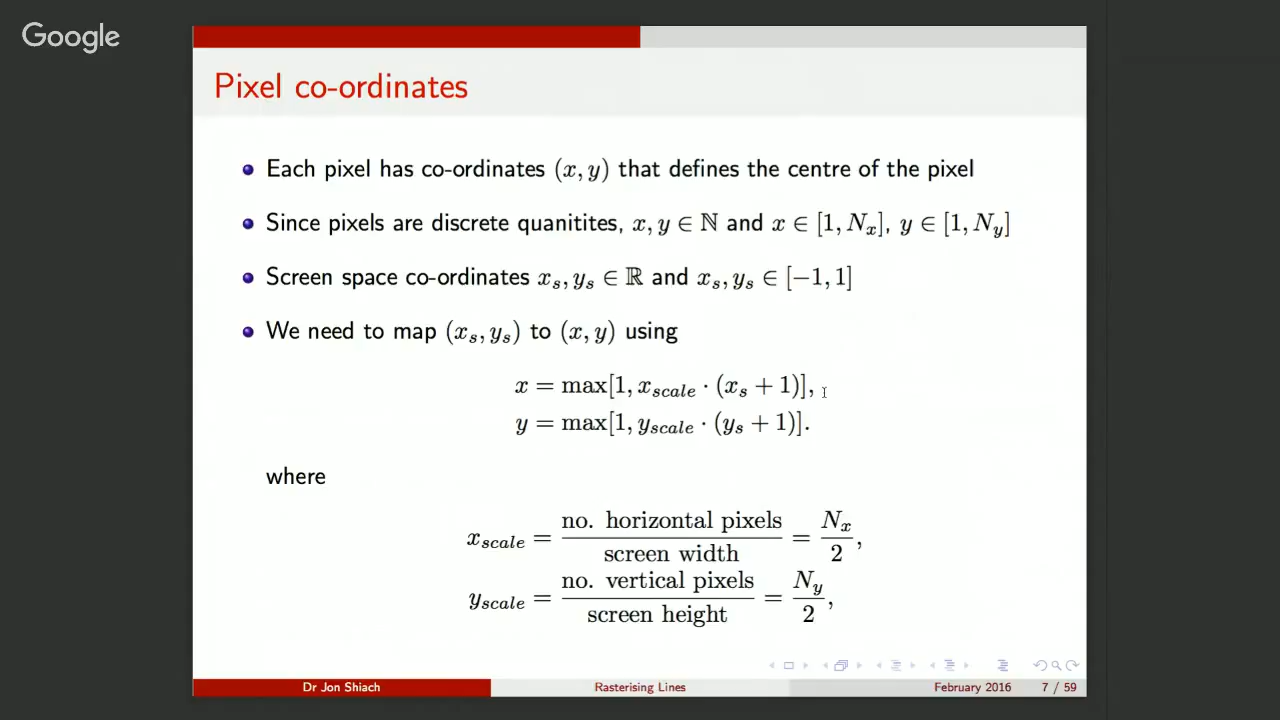 Google
Pixel co-ordinates
Each pixel has co-ordinates (x, y) that defines the centre of the pixel
Since pixels are discrete quanitites, x, y ∈ ℕ and x ∈ [1, Nₓ], y ∈ [1, N_y]
Screen space co-ordinates x_s, y_s ∈ ℝ and x_s, y_s ∈ [−1, 1]
We need to map (x_s, y_s) to (x, y) using
x = max[1, x_scale · (x_s + 1)],
y = max[1, y_scale · (y_s + 1)].
where
x_scale = no. horizontal pixels / screen width = N_x / 2,
y_scale = no. vertical pixels / screen height = N_y / 2,
Dr Jon Shiach Rasterising Lines February 2016 7 / 59